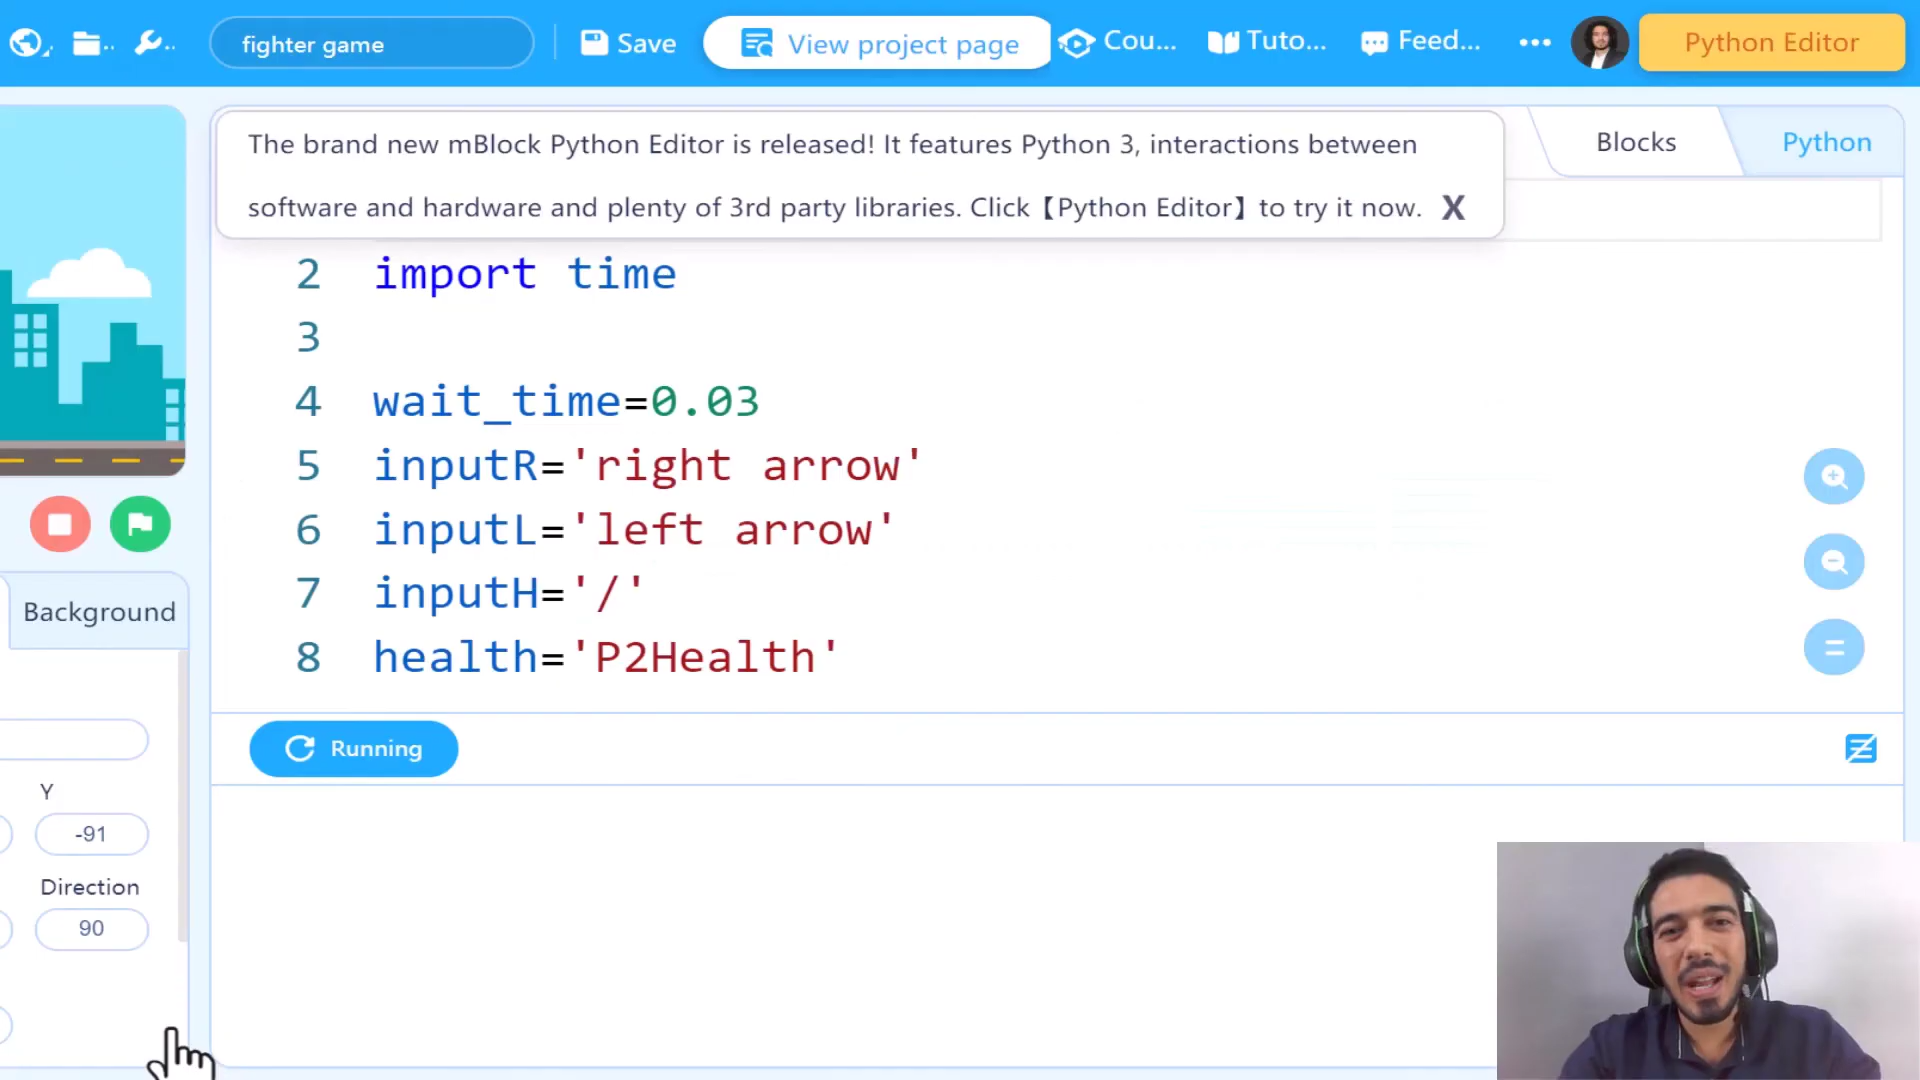 fighter game
Save
View project page
Cou...
Tuto...
Feed...
Python Editor
The brand new mBlock Python Editor is released! It features Python 3, interactions between
software and hardware and plenty of 3rd party libraries. Click【Python Editor】to try it now. X
Blocks
Python
2 import time
3
4 wait_time=0.03
5 inputR='right arrow'
6 inputL='left arrow'
7 inputH='/'
8 health='P2Health'
Running
Background
Y
-91
Direction
90